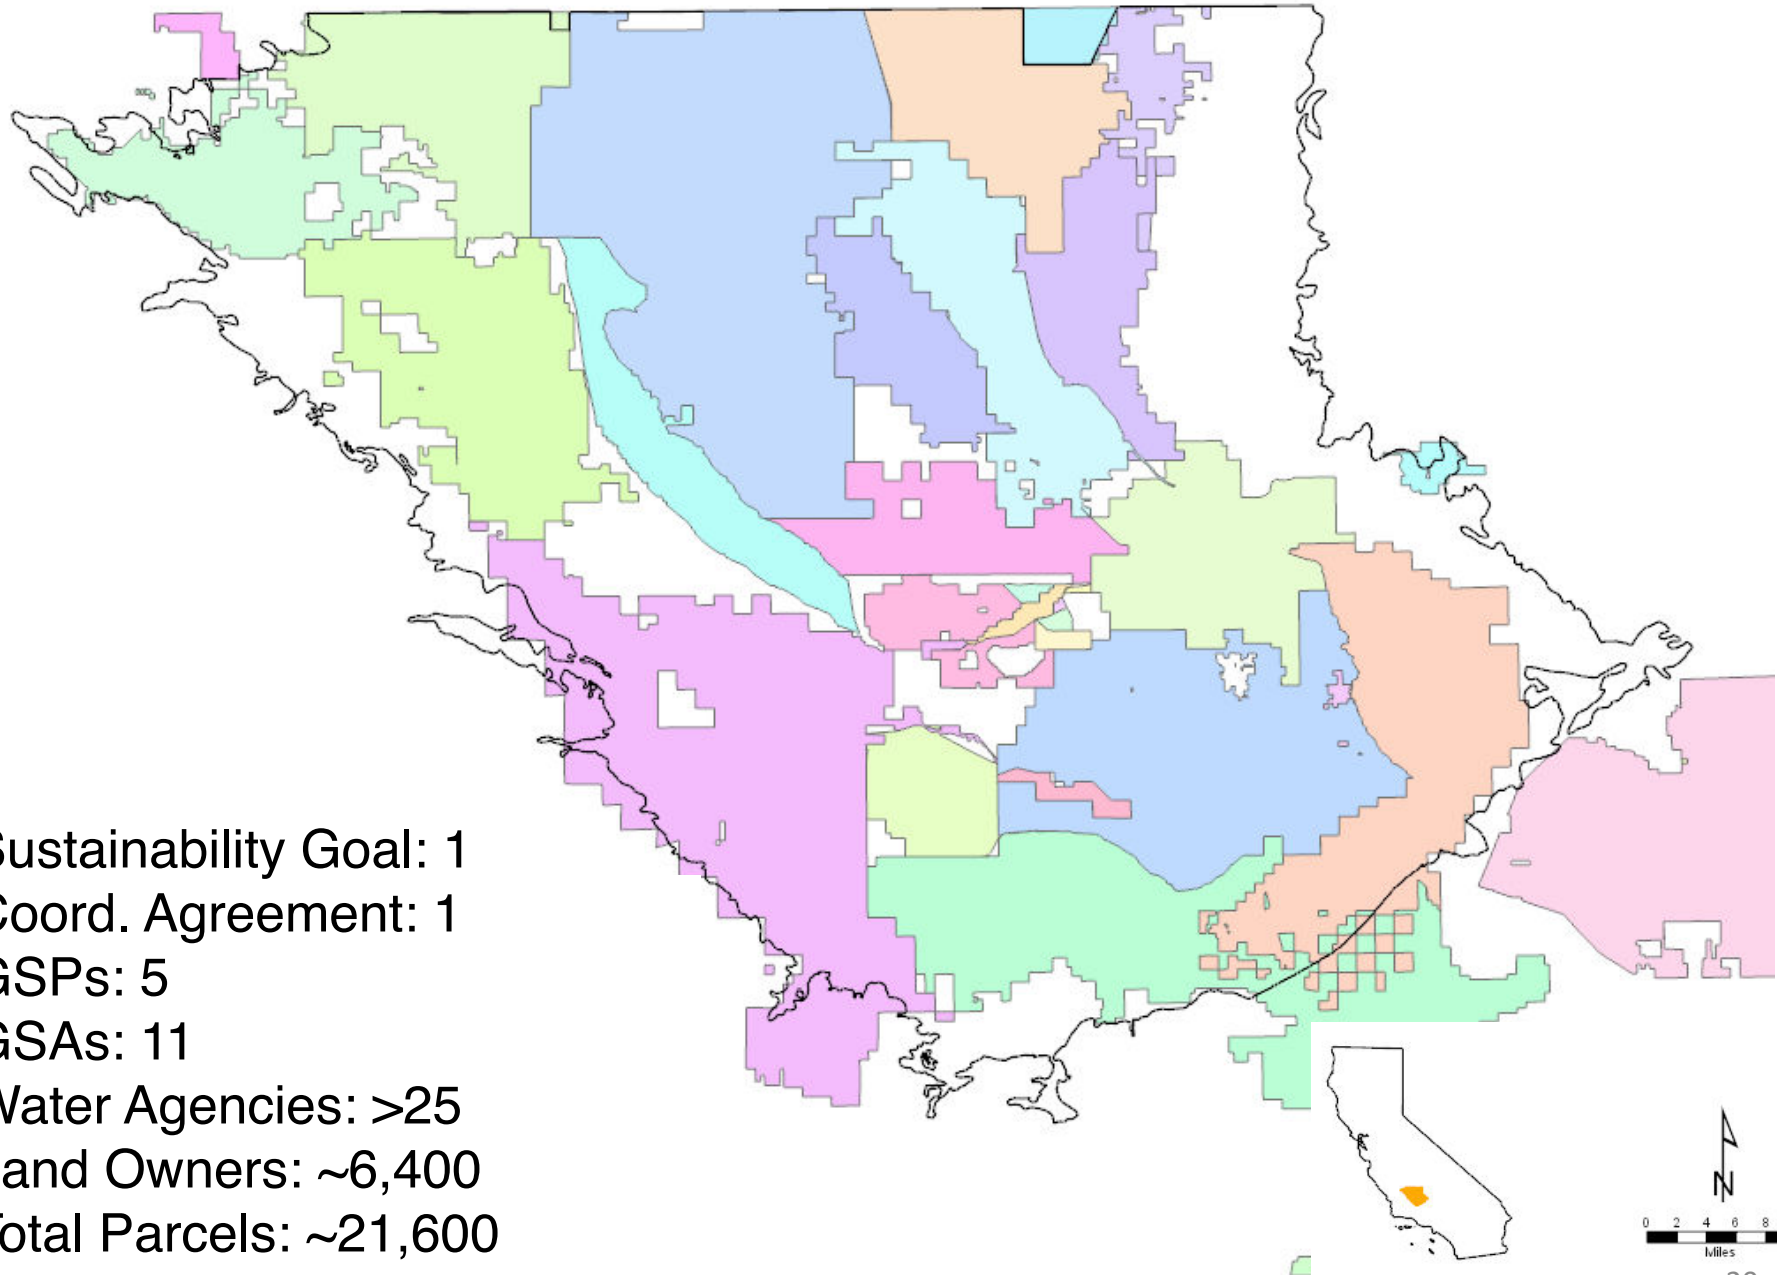 Sustainability Goal: 1
Coord. Agreement: 1
GSPs: 5
GSAs: 11
Water Agencies: >25
Land Owners: ~6,400
Total Parcels: ~21,600
N
0 2 4 6 8
Miles